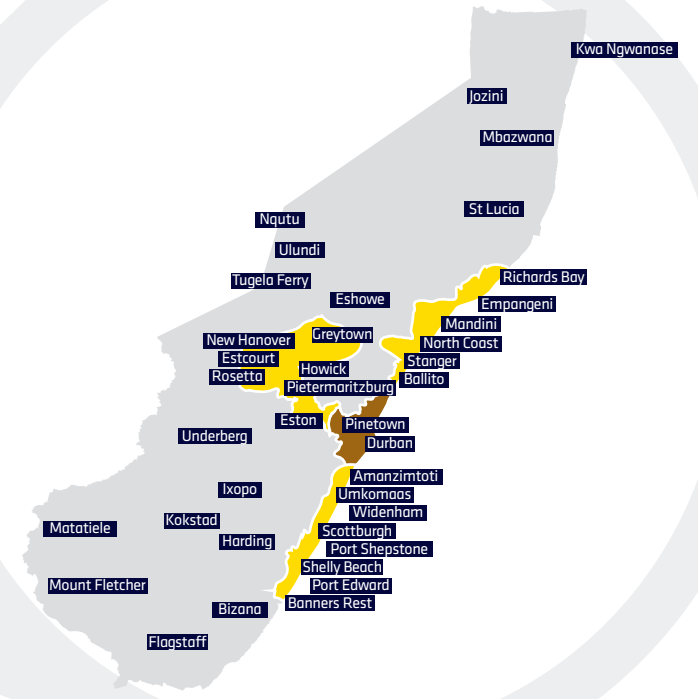 Kwa Ngwanase
Jozini
Mbazwana
St Lucia
Nqutu
Ulundi
Tugela Ferry
Richards Bay
Eshowe
Empangeni
Mandini
Greytown
New Hanover
North Coast
Estcourt
Stanger
Howick
Rosetta
Ballito
Pietermaritzburg
Eston
Pinetown
Underberg
Durban
Amanzimtoti
Ixopo
Umkomaas
Widenham
Kokstad
Matatiele
Scottburgh
Harding
Port Shepstone
Shelly Beach
Mount Fletcher
Port Edward
Banners Rest
Bizana
Flagstaff